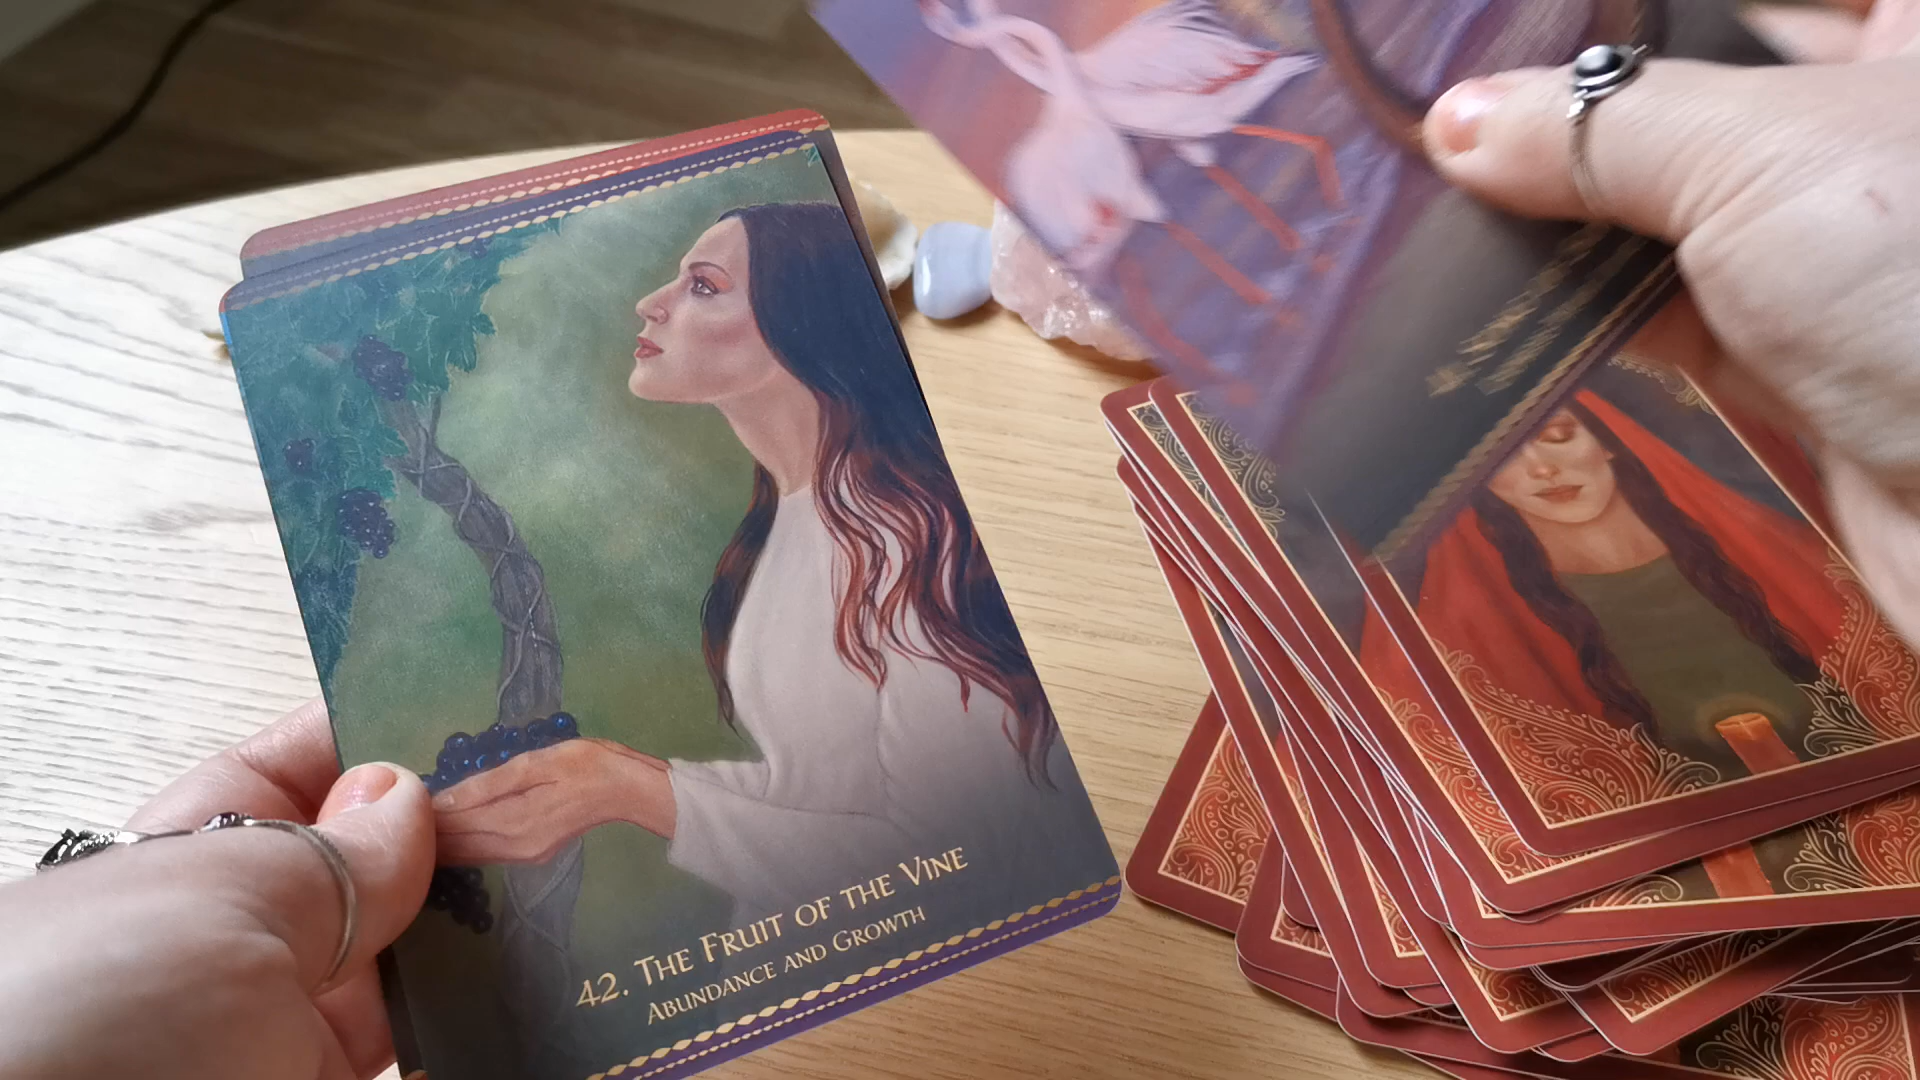 42. The Fruit of the Vine
Abundance and Growth